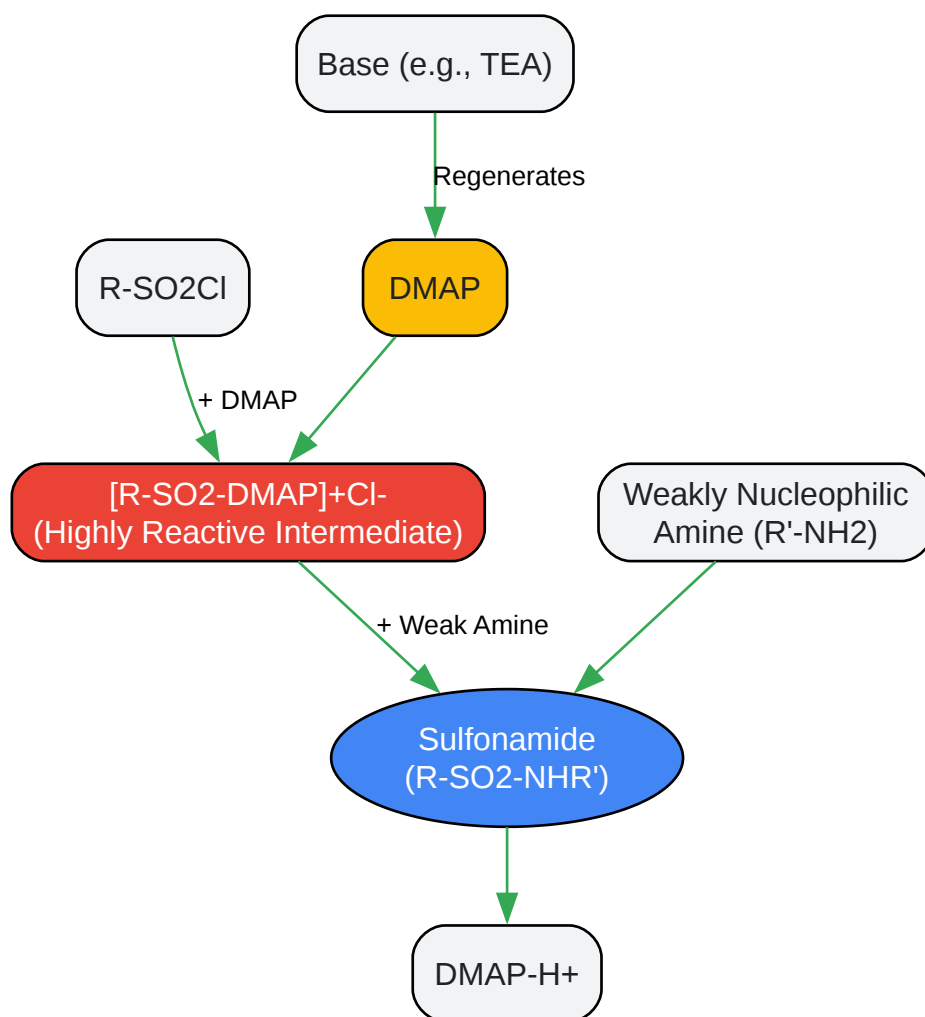 Base (e.g., TEA)
Regenerates
R-SO2Cl
DMAP
+ DMAP
[R-SO2-DMAP]+Cl-
(Highly Reactive Intermediate)
Weakly Nucleophilic
Amine (R'-NH2)
+ Weak Amine
Sulfonamide
(R-SO2-NHR')
DMAP-H+